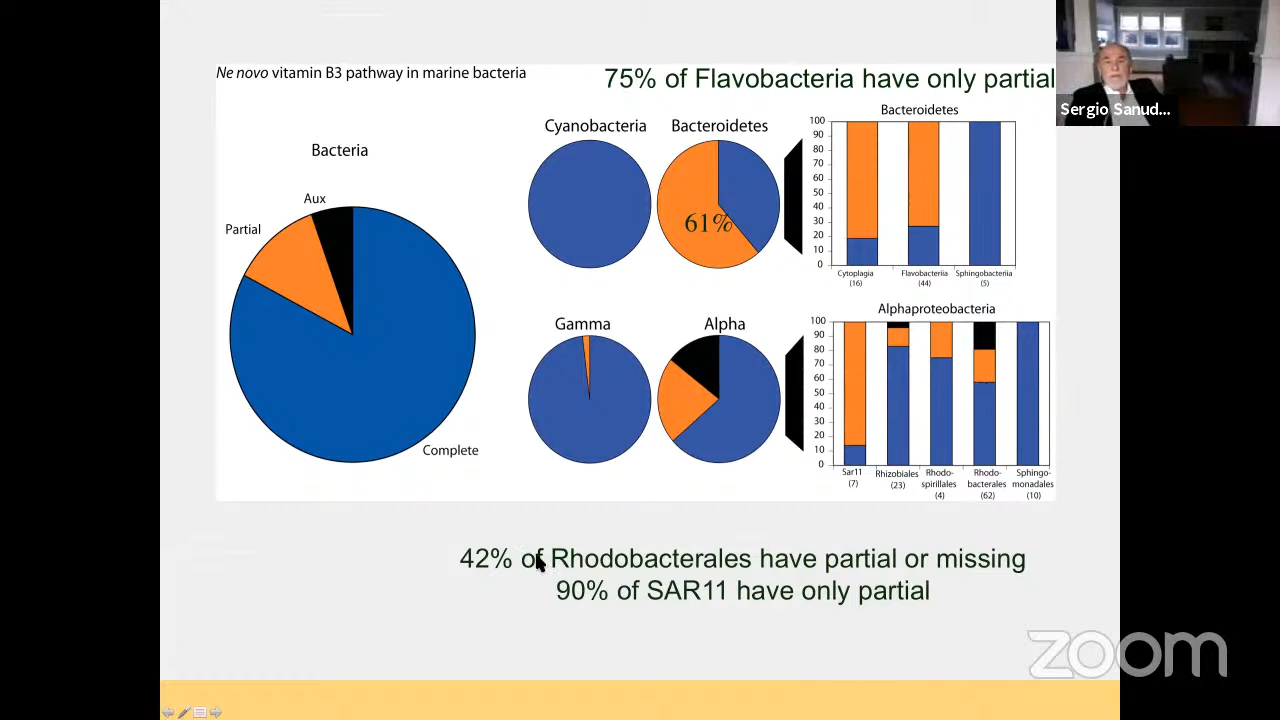 Ne novo vitamin B3 pathway in marine bacteria
75% of Flavobacteria have only partial
Sergio Sanud...
Bacteria
Aux
Partial
Complete
Cyanobacteria
Bacteroidetes
61%
Bacteroidetes
100
90
80
70
60
50
40
30
20
10
0
Cytoplagia
(16)
Flavobacteriia
(44)
Sphingobacteriia
(5)
Gamma
Alpha
Alphaproteobacteria
100
90
80
70
60
50
40
30
20
10
0
Sar11
(7)
Rhizobiales
(23)
Rhodo-
spirillales
(4)
Rhodo-
bacterales
(62)
Sphingo-
monadales
(10)
42% of Rhodobacterales have partial or missing
90% of SAR11 have only partial
zoom